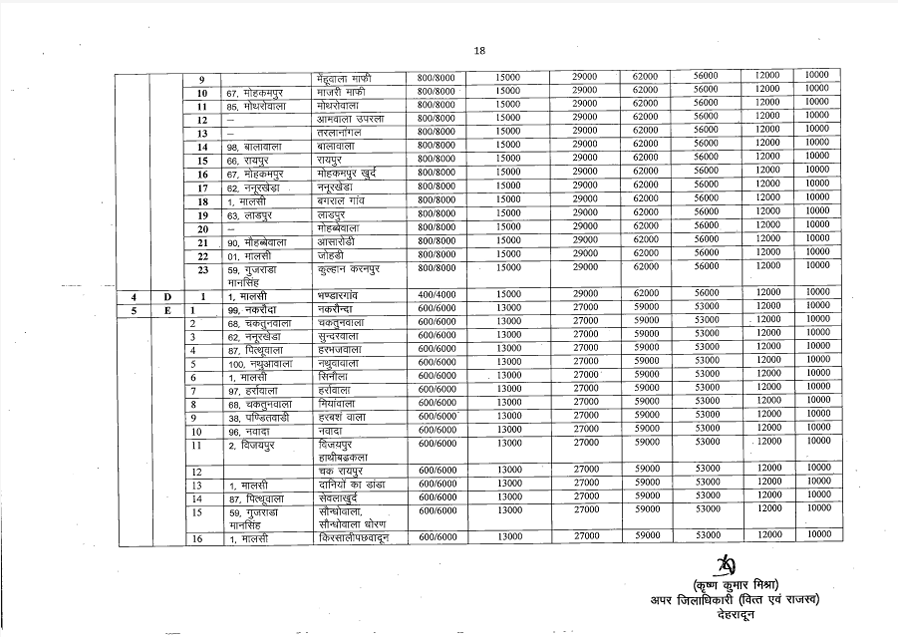 18
9 मेंहूवाला माफी 800/8000 15000 29000 62000 56000 12000 10000
10 67, मोहकमपुर माजरी माफी 800/8000 15000 29000 62000 56000 12000 10000
11 85, मोथरोवाला मोथरोवाला 800/8000 15000 29000 62000 56000 12000 10000
12 – आमवाला उपरला 800/8000 15000 29000 62000 56000 12000 10000
13 – तरलानांगल 800/8000 15000 29000 62000 56000 12000 10000
14 98, बालावाला बालावाला 800/8000 15000 29000 62000 56000 12000 10000
15 66, रायपुर रायपुर 800/8000 15000 29000 62000 56000 12000 10000
16 67, मोहकमपुर मोहकमपुर खुर्द 800/8000 15000 29000 62000 56000 12000 10000
17 62, ननूरखेडा ननूरखेडा 800/8000 15000 29000 62000 56000 12000 10000
18 1, मालसी बगराल गांव 800/8000 15000 29000 62000 56000 12000 10000
19 63, लाडपुर लाडपुर 800/8000 15000 29000 62000 56000 12000 10000
20 – मोहब्बेवाला 800/8000 15000 29000 62000 56000 12000 10000
21 90, मौहब्बेवाला आसारोडी 800/8000 15000 29000 62000 56000 12000 10000
22 01, मालसी जोहडी 800/8000 15000 29000 62000 56000 12000 10000
23 59, गुजराडा कुल्हान करनपुर 800/8000 15000 29000 62000 56000 12000 10000
मानसिंह
4 D 1 1, मालसी भण्डारगांव 400/4000 15000 29000 62000 56000 12000 10000
5 E 1 99, नकरौदा नकरौन्दा 600/6000 13000 27000 59000 53000 12000 10000
2 68, चकतुनवाला चकतुनवाला 600/6000 13000 27000 59000 53000 12000 10000
3 62, ननूरखेडा सुन्दरवाला 600/6000 13000 27000 59000 53000 12000 10000
4 87, पित्थूवाला हरभजवाला 600/6000 13000 27000 59000 53000 12000 10000
5 100, नथुआवाला नथुवावाला 600/6000 13000 27000 59000 53000 12000 10000
6 1, मालसी सिनौला 600/6000 13000 27000 59000 53000 12000 10000
7 97, हर्रावाला हर्रावाला 600/6000 13000 27000 59000 53000 12000 10000
8 68, चकतुनवाला मियांवाला 600/6000 13000 27000 59000 53000 12000 10000
9 38, पण्डितवाडी हरबशं वाला 600/6000 13000 27000 59000 53000 12000 10000
10 96, नवादा नवादा 600/6000 13000 27000 59000 53000 12000 10000
11 2, विजयपुर विजयपुर 600/6000 13000 27000 59000 53000 12000 10000
हाथीबढकला
12 चक रायपुर 600/6000 13000 27000 59000 53000 12000 10000
13 1, मालसी दानियों का डांडा 600/6000 13000 27000 59000 53000 12000 10000
14 87, पित्थूवाला सेवलाखुर्द 600/6000 13000 27000 59000 53000 12000 10000
15 59, गुजराडा सौन्धोवाला, 600/6000 13000 27000 59000 53000 12000 10000
मानसिंह सौन्धोवाला धोरण
16 1, मालसी किरसालीपछवादून 600/6000 13000 27000 59000 53000 12000 10000
(कृष्ण कुमार मिश्रा)
अपर जिलाधिकारी (वित्त एवं राजस्व)
देहरादून